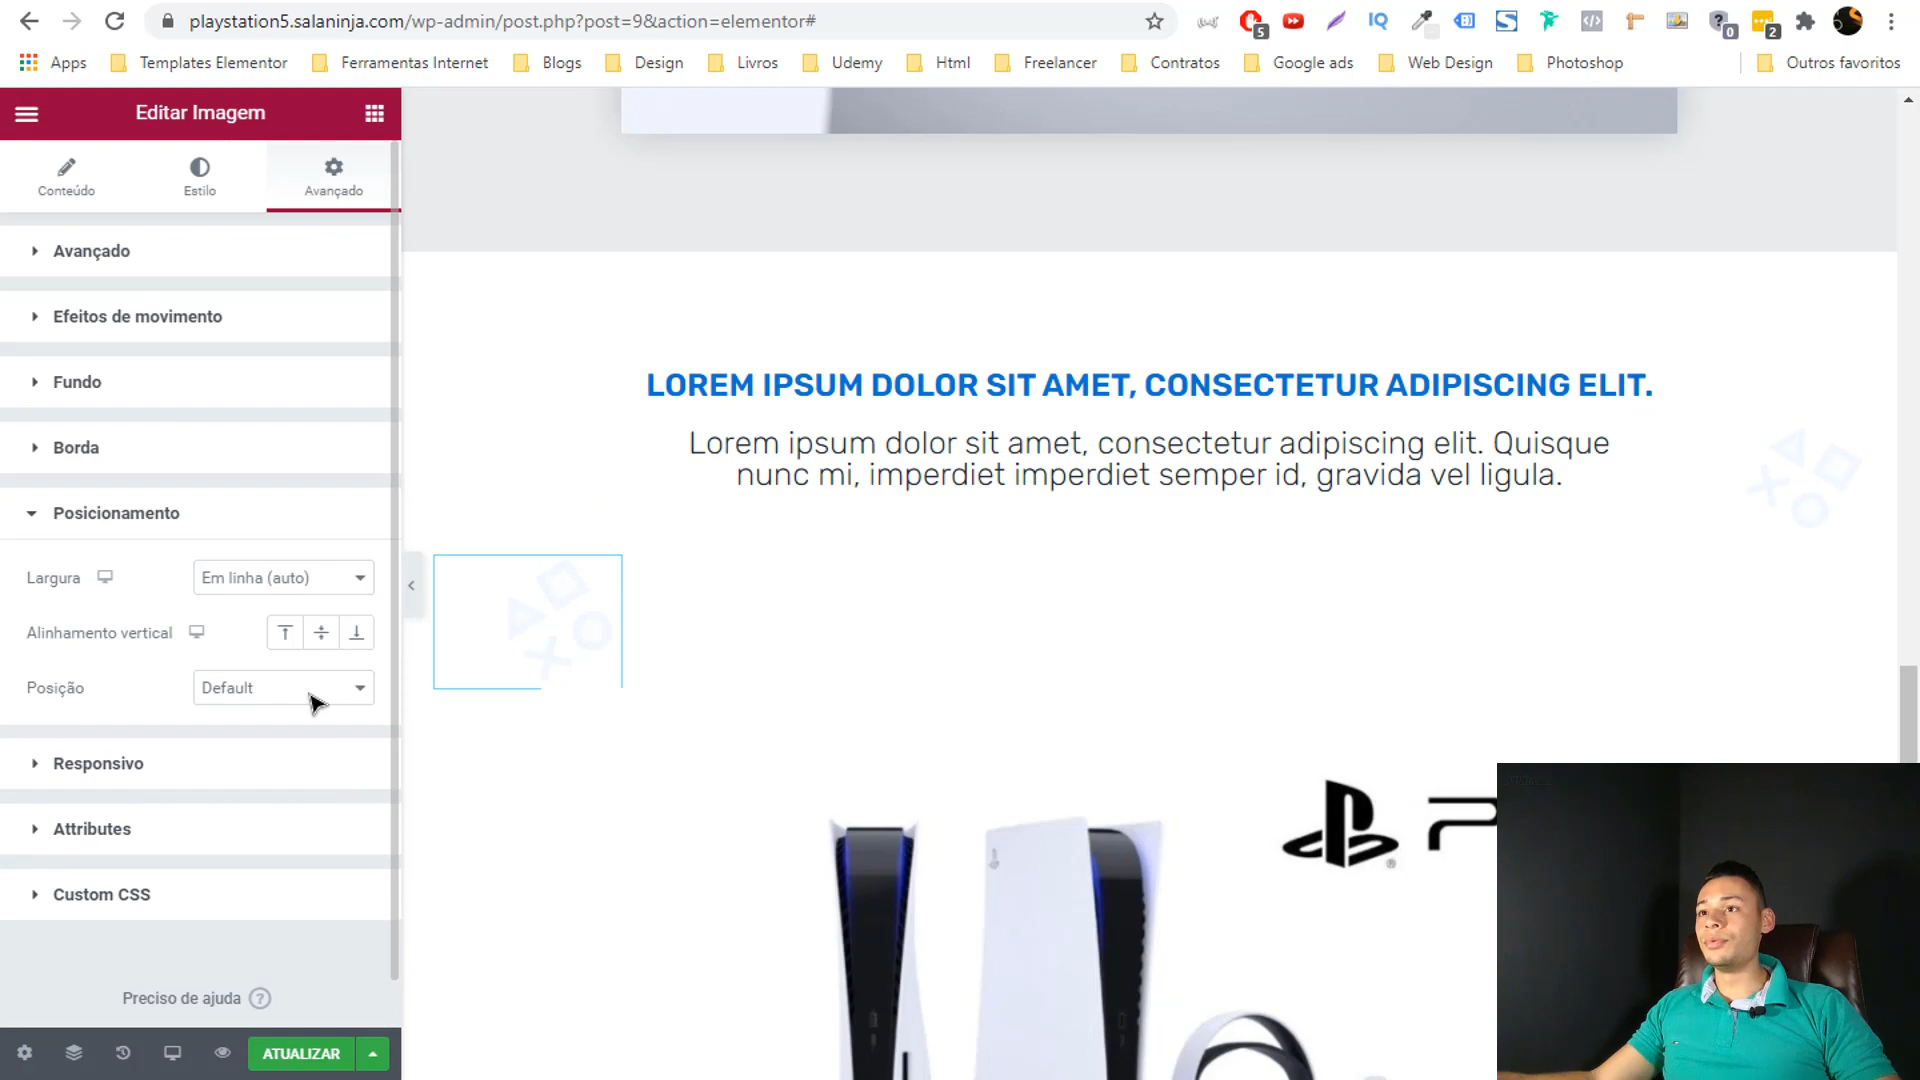 playstation5.salaninja.com/wp-admin/post.php?post=9&action=elementor#
5
IQ
0
2
Apps
Templates Elementor
Ferramentas Internet
Blogs
Design
Livros
Udemy
Html
Freelancer
Contratos
Google ads
Web Design
Photoshop
Outros favoritos
Editar Imagem
Conteúdo
Estilo
Avançado
Avançado
Efeitos de movimento
Fundo
Borda
Posicionamento
Largura
Em linha (auto)
Alinhamento vertical
Posição
Default
Responsivo
Attributes
Custom CSS
Preciso de ajuda ?
ATUALIZAR
LOREM IPSUM DOLOR SIT AMET, CONSECTETUR ADIPISCING ELIT.
Lorem ipsum dolor sit amet, consectetur adipiscing elit. Quisque
nunc mi, imperdiet imperdiet semper id, gravida vel ligula.